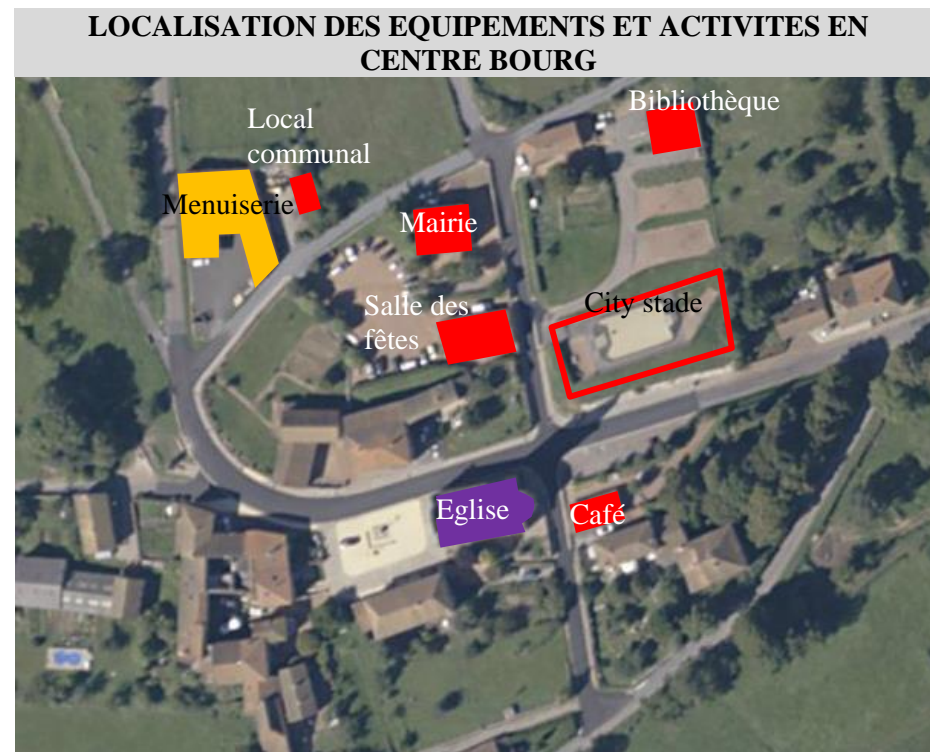 LOCALISATION DES EQUIPEMENTS ET ACTIVITES EN
CENTRE BOURG
Bibliothèque
Local
communal
Menuiserie
Mairie
Salle des
fêtes
City stade
Eglise
Café